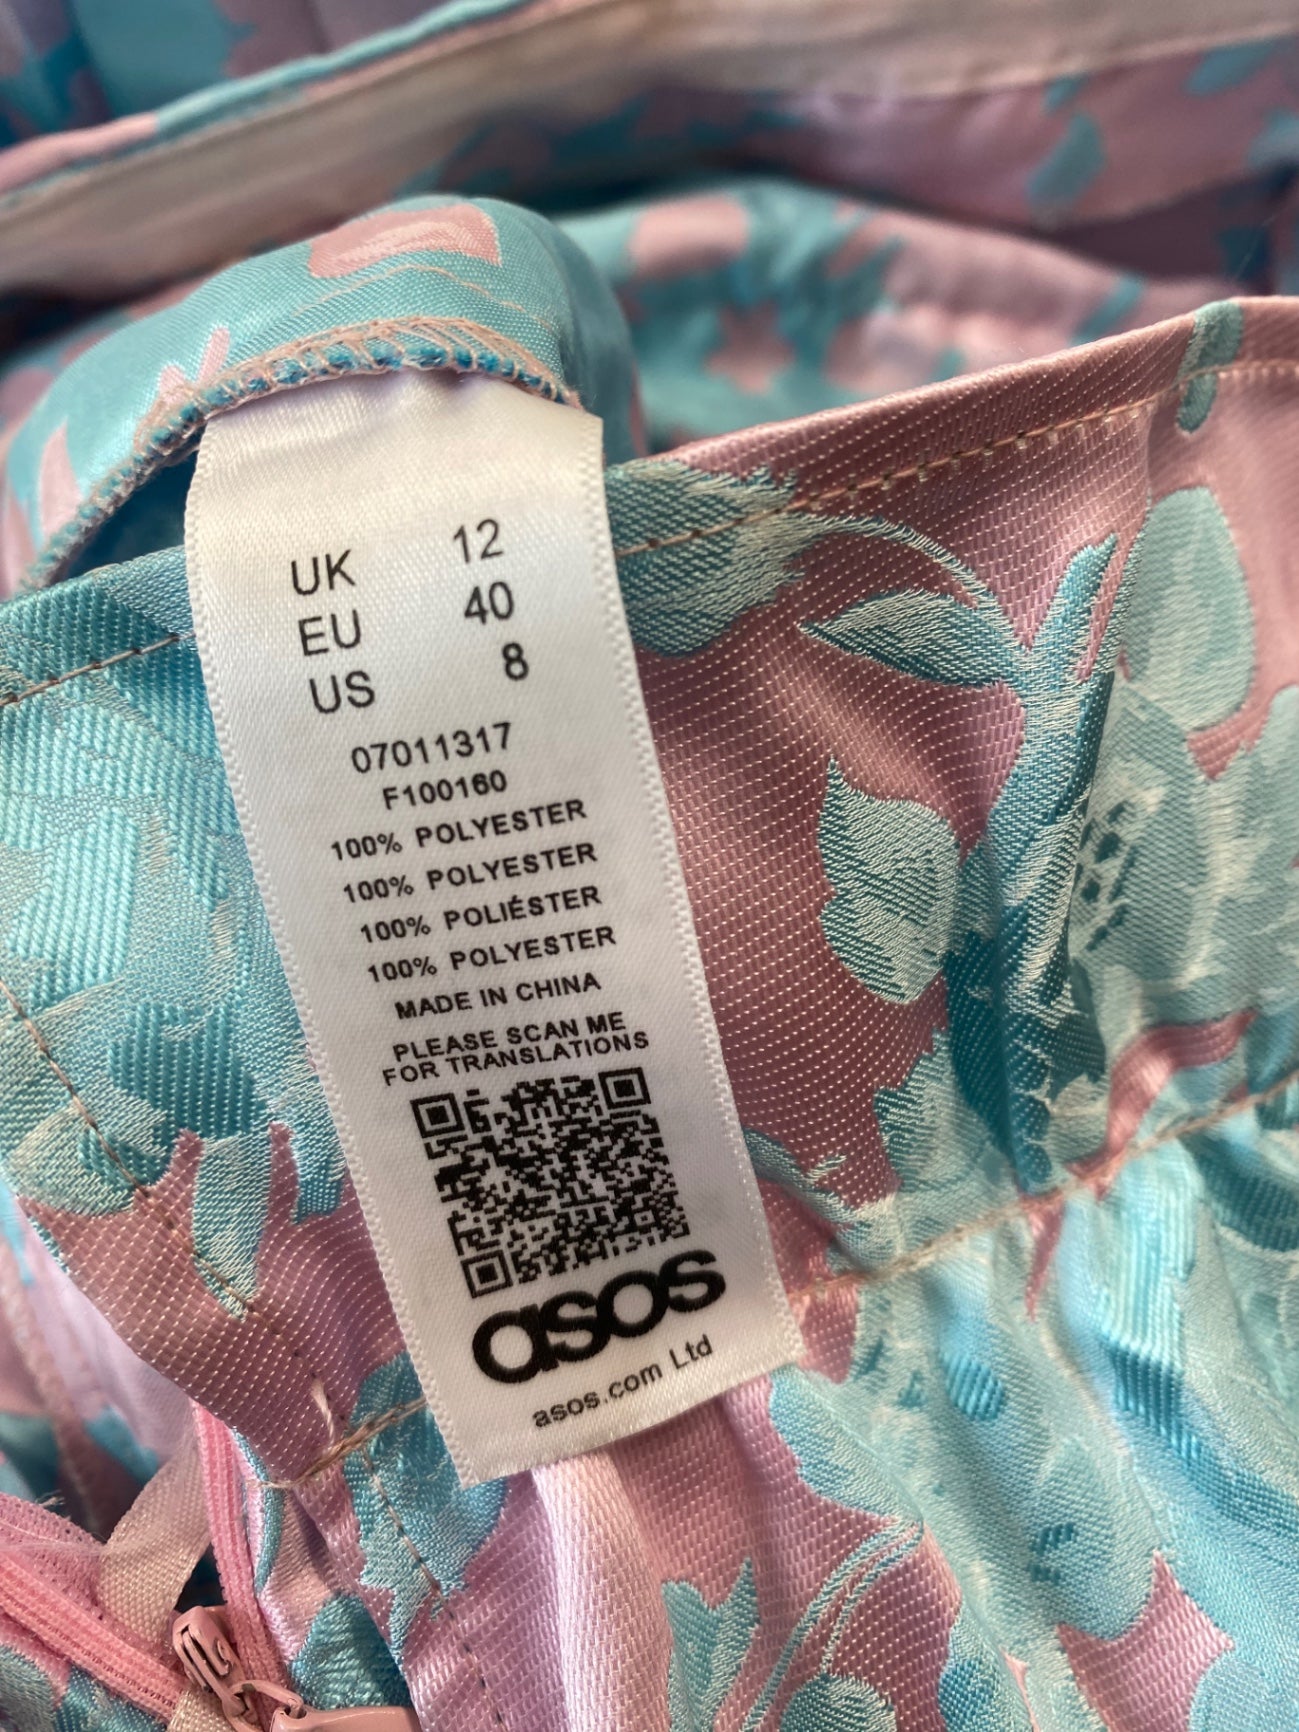 UK 12
EU 40
US 8
07011317
F100160
100% POLYESTER
100% POLYESTER
100% POLIÉSTER
100% POLYESTER
MADE IN CHINA
PLEASE SCAN ME
FOR TRANSLATIONS
asos
asos.com Ltd